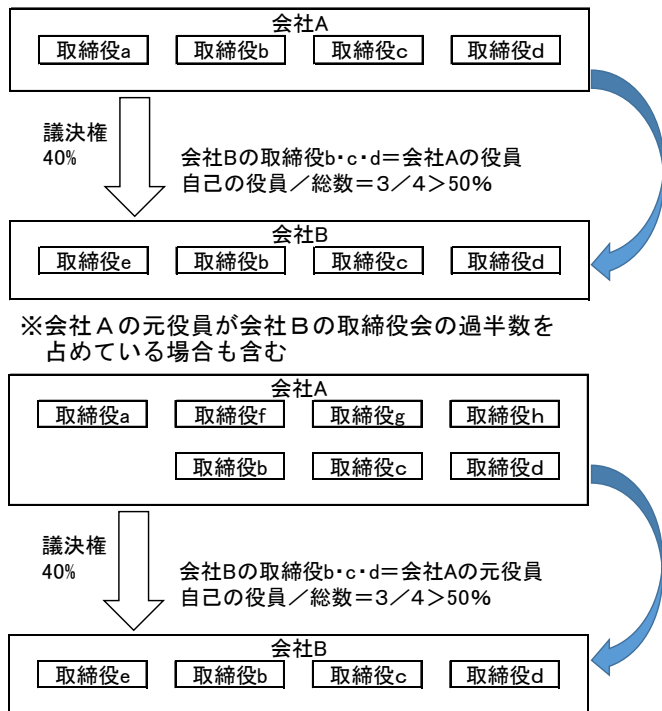 会社A
取締役a 取締役b 取締役c 取締役d
議決権
40%
会社Bの取締役b・c・d＝会社Aの役員
自己の役員／総数＝３／４＞50％
会社B
取締役e 取締役b 取締役c 取締役d
※会社Ａの元役員が会社Ｂの取締役会の過半数を
占めている場合も含む
会社A
取締役a 取締役f 取締役g 取締役h
取締役b 取締役c 取締役d
議決権
40%
会社Bの取締役b・c・d＝会社Aの元役員
自己の役員／総数＝３／４＞50％
会社B
取締役e 取締役b 取締役c 取締役d